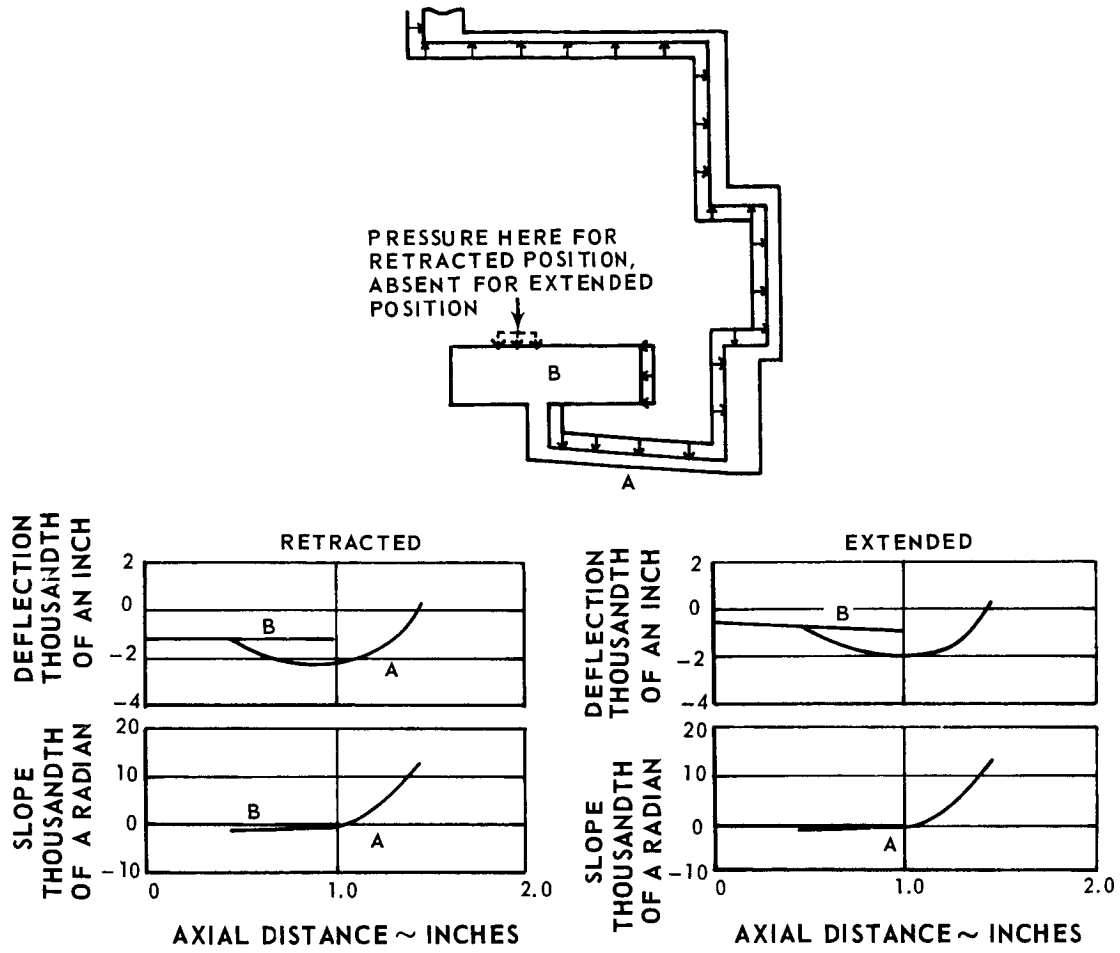 PRESSURE HERE FOR
RETRACTED POSITION,
ABSENT FOR EXTENDED
POSITION
B
A
RETRACTED
DEFLECTION
THOUSANDTH
OF AN INCH
2
0
-2
-4
B
A
SLOPE
THOUSANDTH
OF A RADIAN
20
10
0
-10
B
A
0
1.0
2.0
AXIAL DISTANCE ~ INCHES
EXTENDED
DEFLECTION
THOUSANDTH
OF AN INCH
2
0
-2
-4
B
SLOPE
THOUSANDTH
OF A RADIAN
20
10
0
-10
A
0
1.0
2.0
AXIAL DISTANCE ~ INCHES